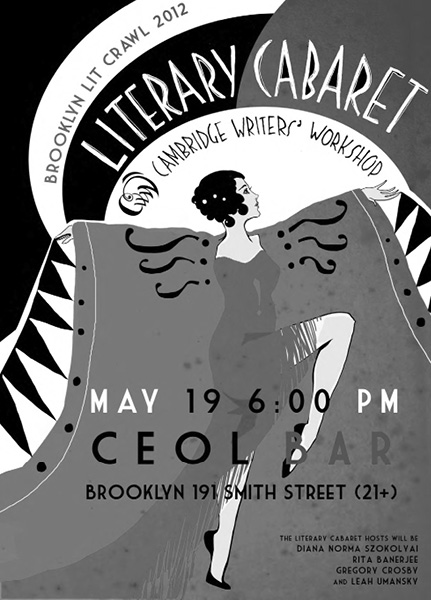 BROOKLYN LIT CRAWL 2012
LITERARY CABARET
CAMBRIDGE WRITERS' WORKSHOP
MAY 19 6:00 PM
CEOL BAR
BROOKLYN 191 SMITH STREET (21+)
THE LITERARY CABARET HOSTS WILL BE
DIANA NORMA SZOKOLYAI
RITA BANERJEE
GREGORY CROSBY
AND LEAH UMANSKY